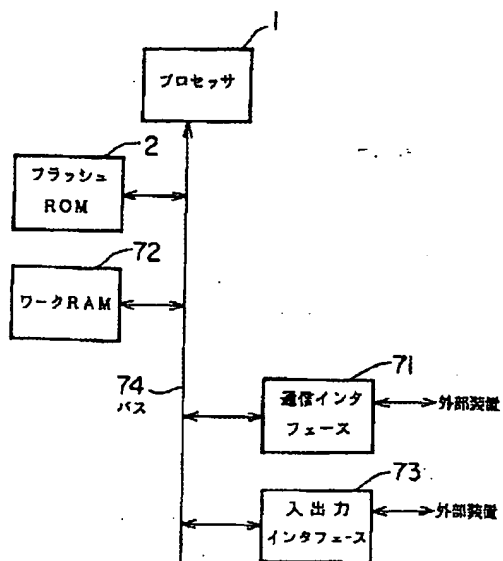 1
プロセッサ
2
フラッシュ
ROM
72
ワークRAM
74
バス
71
通信インタ
フェース
外部装置
73
入出力
インタフェース
外部装置